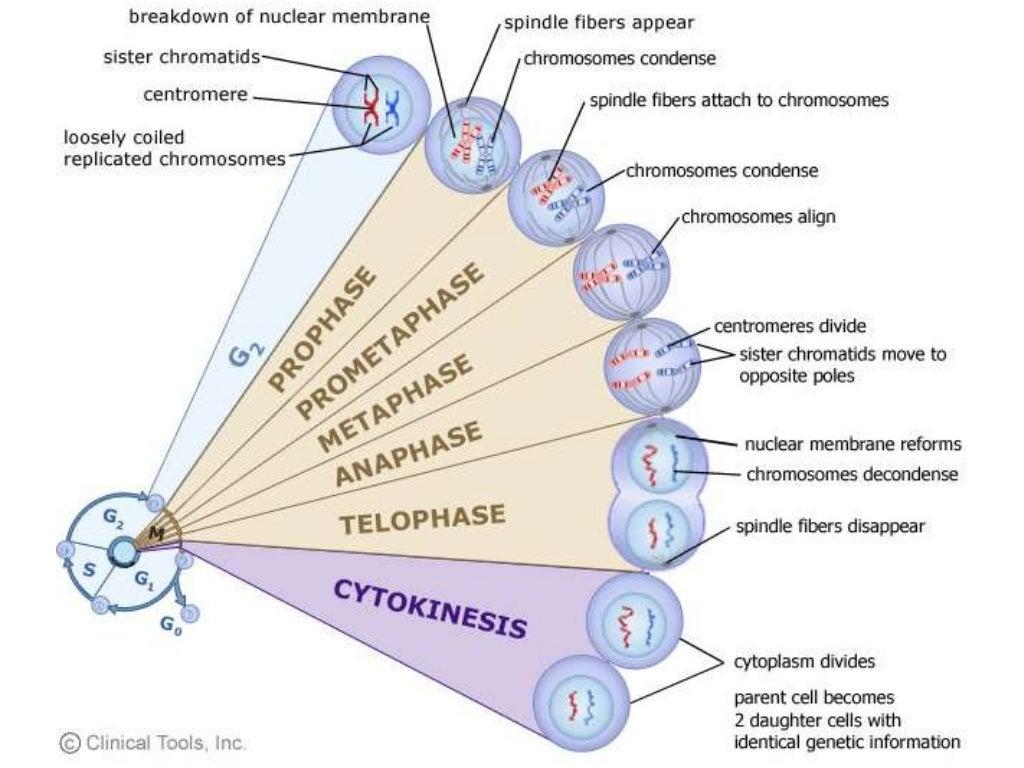 breakdown of nuclear membrane
spindle fibers appear
sister chromatids
chromosomes condense
centromere
spindle fibers attach to chromosomes
loosely coiled
replicated chromosomes
chromosomes condense
chromosomes align
G2
PROPHASE
PROMETAPHASE
METAPHASE
ANAPHASE
TELOPHASE
CYTOKINESIS
centromeres divide
sister chromatids move to
opposite poles
nuclear membrane reforms
chromosomes decondense
spindle fibers disappear
G2
M
S
G1
G0
cytoplasm divides
parent cell becomes
2 daughter cells with
identical genetic information
© Clinical Tools, Inc.